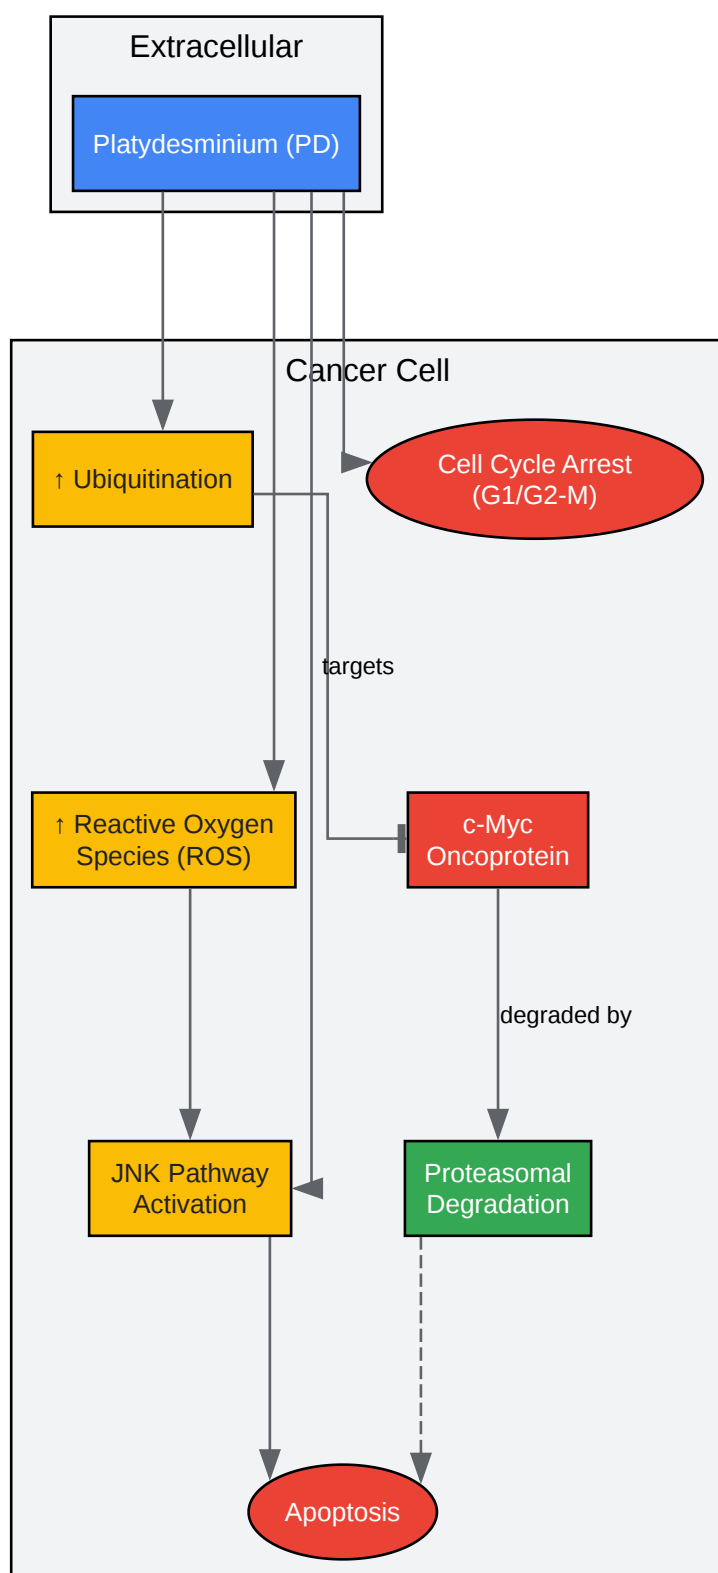 Extracellular
Platydesminium (PD)
Cancer Cell
↑ Ubiquitination
Cell Cycle Arrest
(G1/G2-M)
targets
↑ Reactive Oxygen
Species (ROS)
c-Myc
Oncoprotein
degraded by
JNK Pathway
Activation
Proteasomal
Degradation
Apoptosis